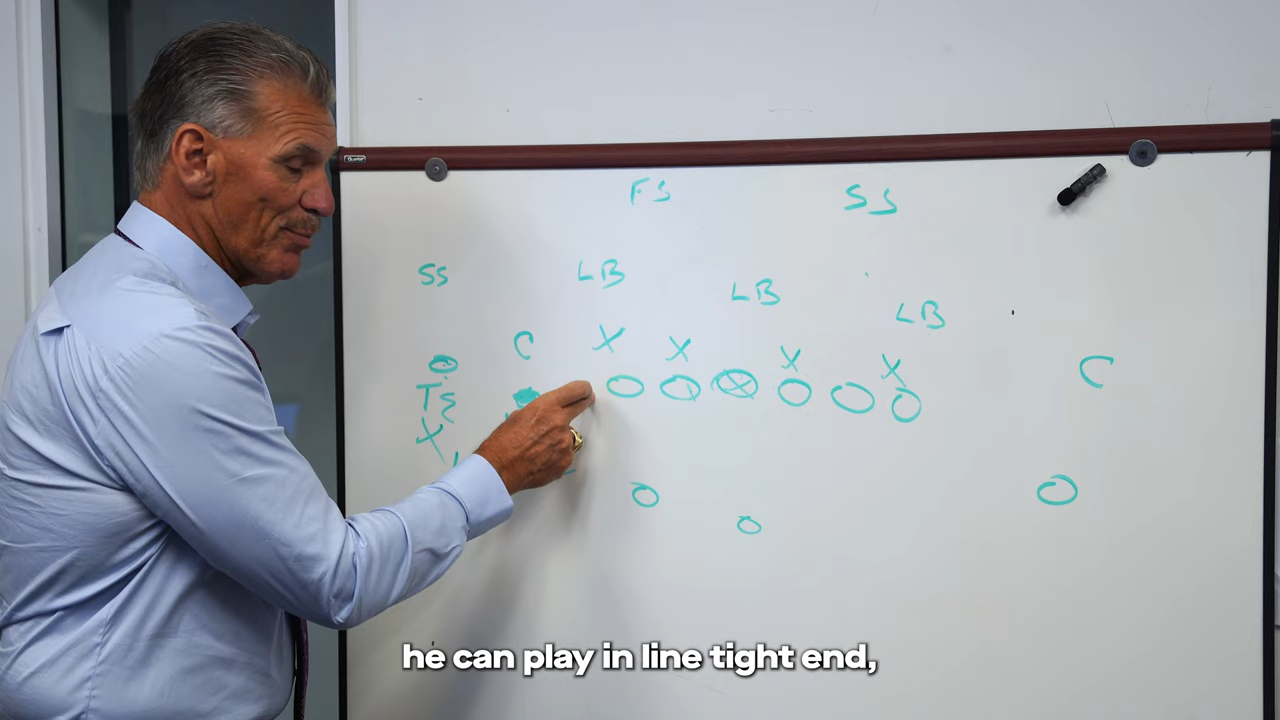 FS SS
SS LB
LB
LB
C X X X X C
T
X
he can play in line tight end,